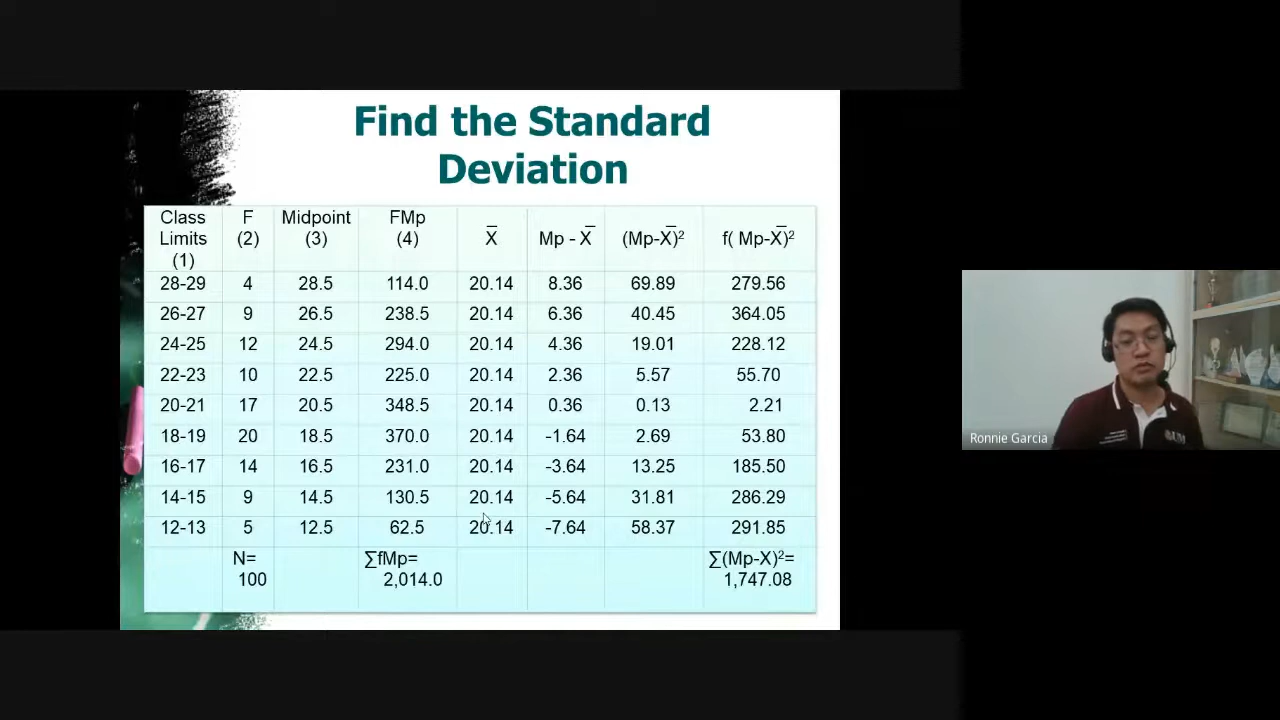 Find the Standard
Deviation
Class Limits (1) F (2) Midpoint (3) FMp (4) X̅ Mp - X̅ (Mp-X̅)² f( Mp-X̅)²
28-29 4 28.5 114.0 20.14 8.36 69.89 279.56
26-27 9 26.5 238.5 20.14 6.36 40.45 364.05
24-25 12 24.5 294.0 20.14 4.36 19.01 228.12
22-23 10 22.5 225.0 20.14 2.36 5.57 55.70
20-21 17 20.5 348.5 20.14 0.36 0.13 2.21
18-19 20 18.5 370.0 20.14 -1.64 2.69 53.80
16-17 14 16.5 231.0 20.14 -3.64 13.25 185.50
14-15 9 14.5 130.5 20.14 -5.64 31.81 286.29
12-13 5 12.5 62.5 20.14 -7.64 58.37 291.85
N= 100 ∑fMp= 2,014.0 ∑(Mp-X)²= 1,747.08
Ronnie Garcia